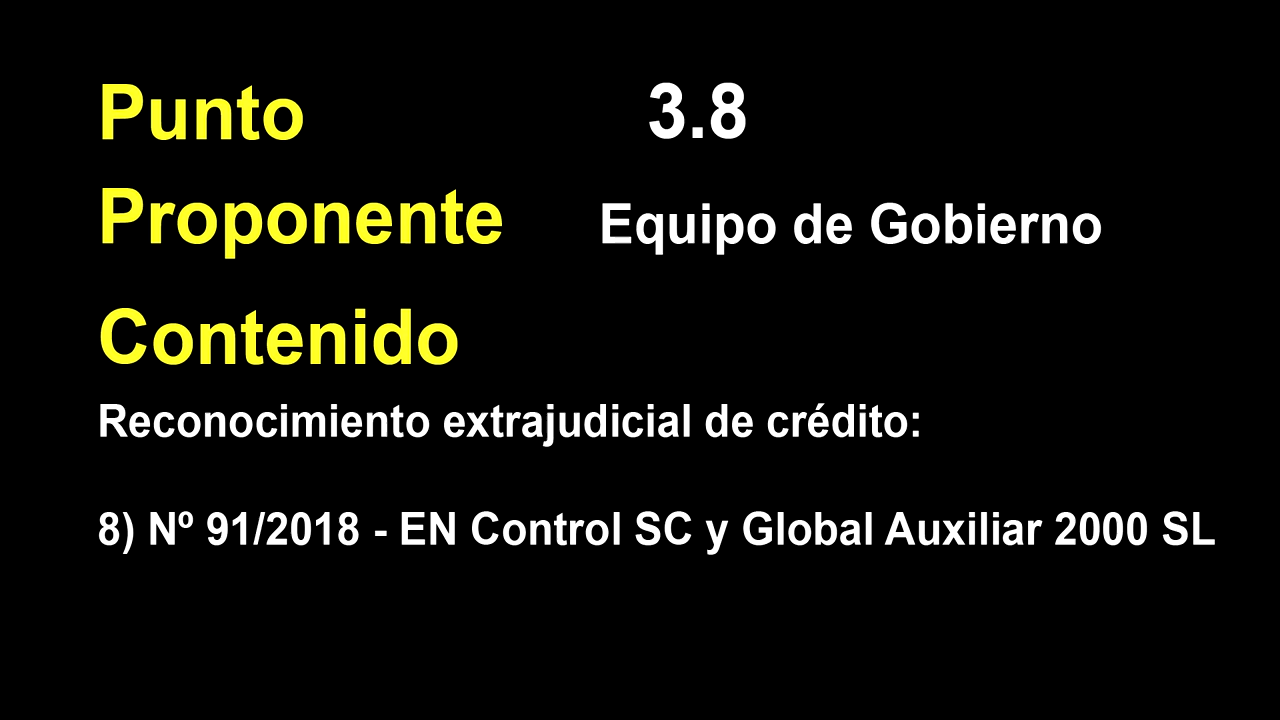 Punto 3.8
Proponente Equipo de Gobierno
Contenido
Reconocimiento extrajudicial de crédito:
8) Nº 91/2018 - EN Control SC y Global Auxiliar 2000 SL